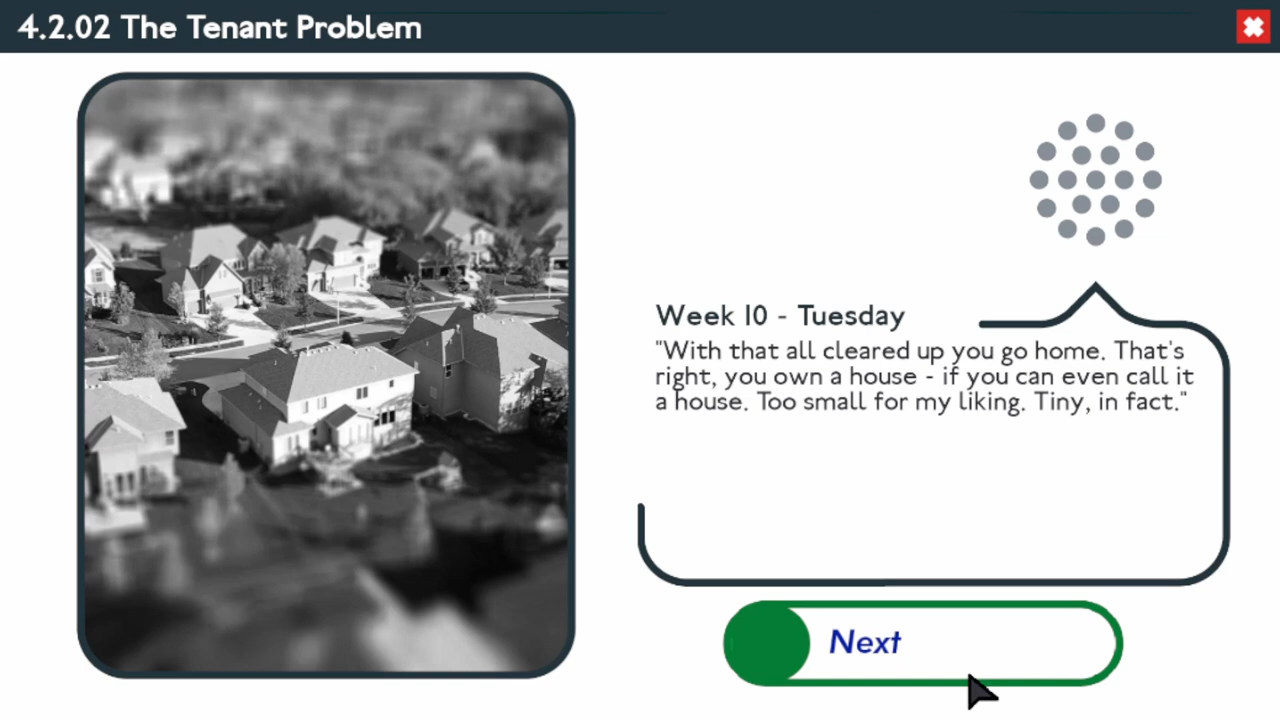 4.2.02 The Tenant Problem
Week 10 - Tuesday
"With that all cleared up you go home. That's
right, you own a house - if you can even call it
a house. Too small for my liking. Tiny, in fact."
Next